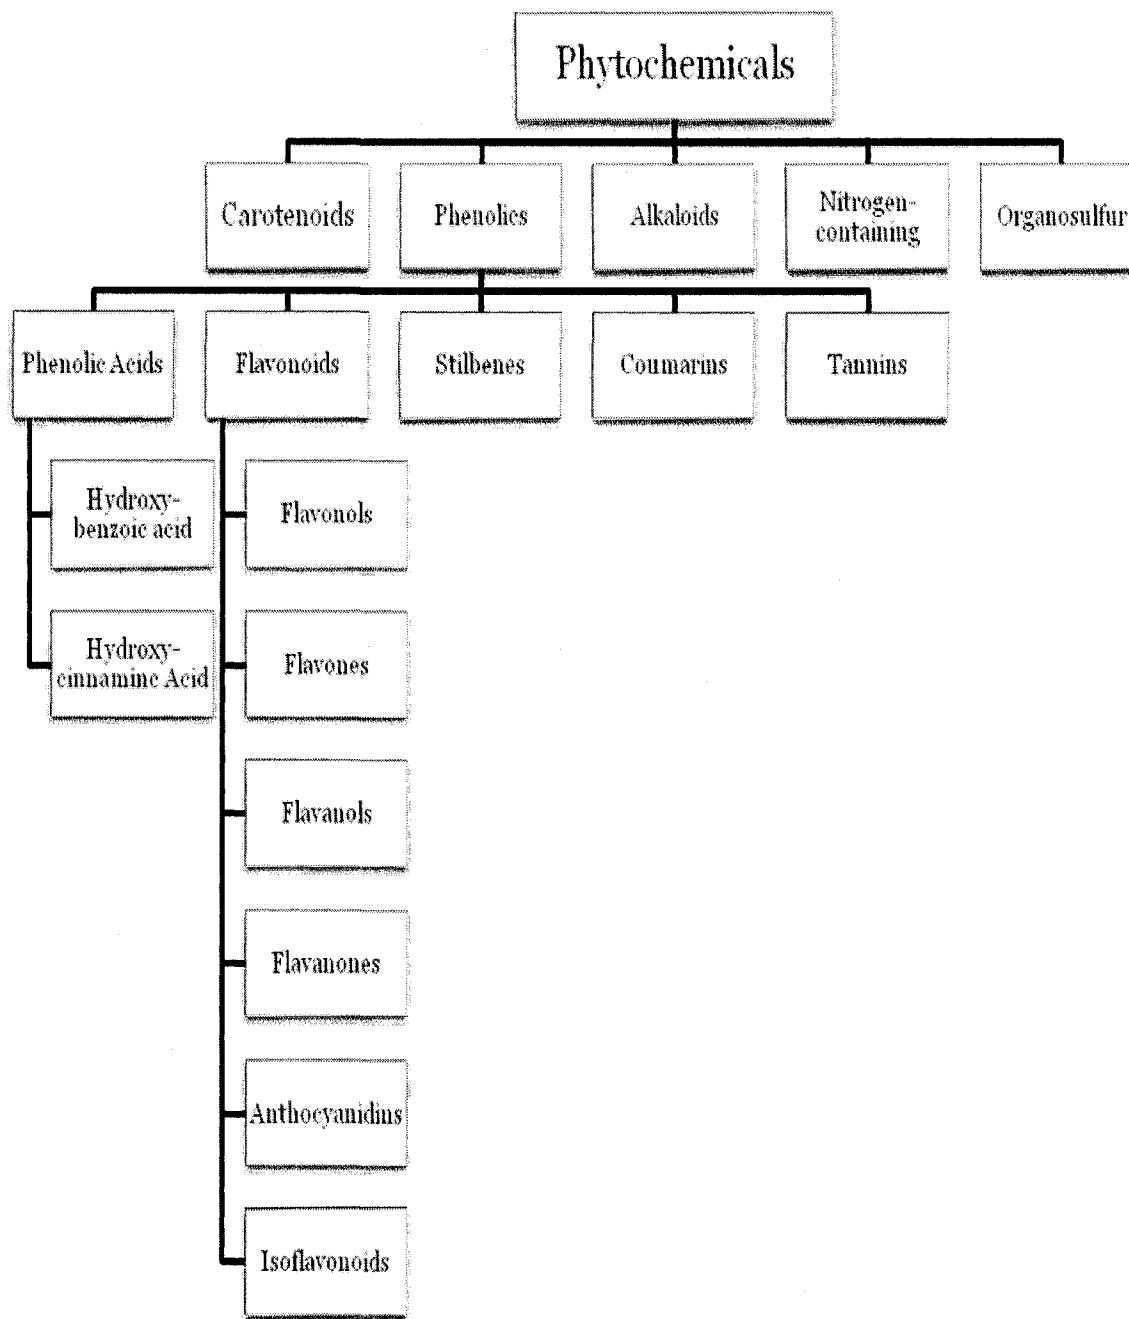 Phytochemicals
Carotenoids
Phenolics
Alkaloids
Nitrogen-
containing
Organosulfur
Phenolic Acids
Flavonoids
Stilbenes
Coumarins
Tannins
Hydroxy-
benzoic acid
Flavonols
Hydroxy-
cinnaminc Acid
Flavones
Flavanols
Flavanones
Anthocyanidins
Isoflavonoids